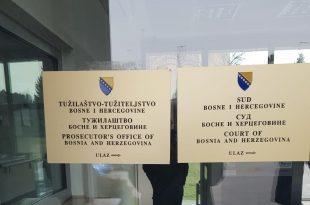 TUŽILAŠTVO-TUŽITELJSTVO
BOSNE I HERCEGOVINE
ТУЖИЛАШТВО
БОСНЕ И ХЕРЦЕГОВИНЕ
PROSECUTOR'S OFFICE OF
BOSNIA AND HERZEGOVINA
ULAZ
SUD
BOSNE I HERCEGOVINE
СУД
БОСНЕ И ХЕРЦЕГОВИНЕ
COURT OF
BOSNIA AND HERZEGOVINA
ULAZ